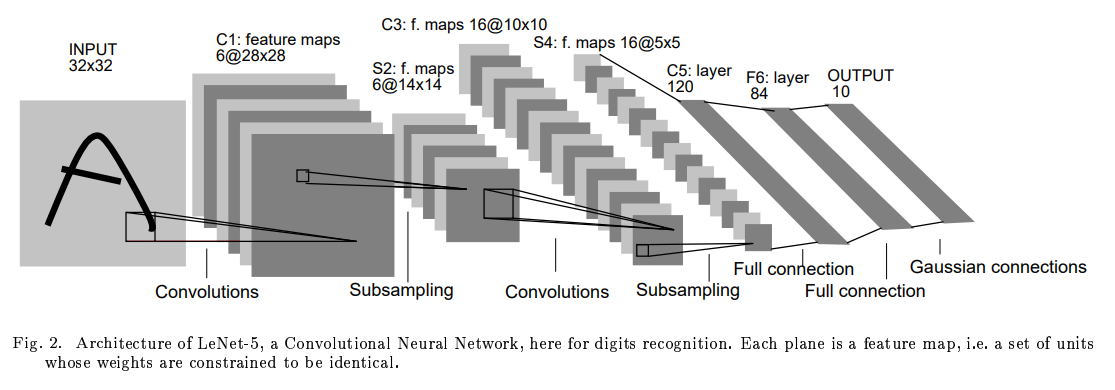 INPUT
32x32
C1: feature maps
6@28x28
S2: f. maps
6@14x14
C3: f. maps 16@10x10
S4: f. maps 16@5x5
C5: layer
120
F6: layer
84
OUTPUT
10
Convolutions
Subsampling
Convolutions
Subsampling
Full connection
Full connection
Gaussian connections
Fig. 2. Architecture of LeNet-5, a Convolutional Neural Network, here for digits recognition. Each plane is a feature map, i.e. a set of units
whose weights are constrained to be identical.